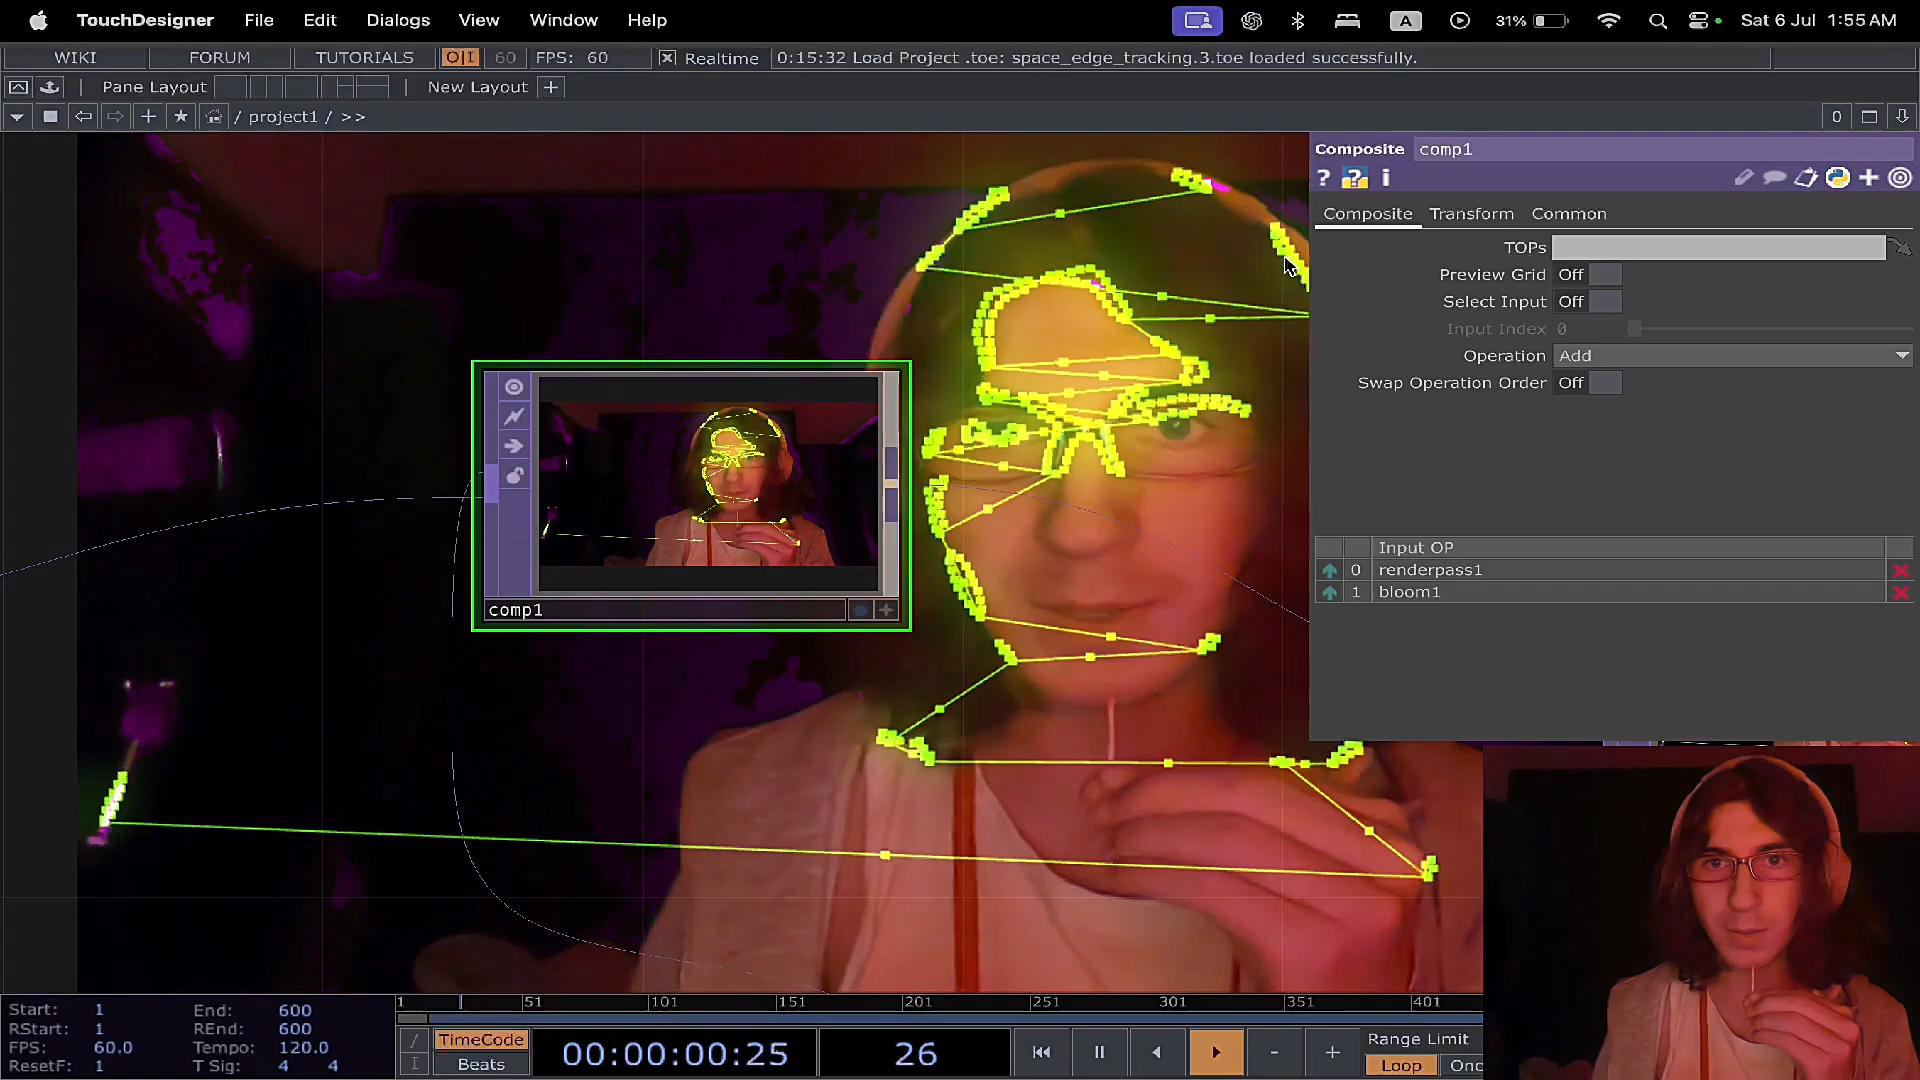 TouchDesigner File Edit Dialogs View Window Help A 31% Sat 6 Jul 1:55 AM
WIKI FORUM TUTORIALS O|I 60 FPS: 60 Realtime 0:15:32 Load Project .toe: space_edge_tracking.3.toe loaded successfully.
Pane Layout New Layout +
/ project1 / >> 0
Composite comp1
? ? i
Composite Transform Common
TOPs
Preview Grid Off
Select Input Off
Input Index 0
Operation Add
Swap Operation Order Off
Input OP
0 renderpass1
1 bloom1
comp1
1 51 101 151 201 251 301 351 401
Start: 1 End: 600
RStart: 1 REnd: 600
FPS: 60.0 Tempo: 120.0
ResetF: 1 T Sig: 4 4
/ TimeCode
I Beats
00:00:00:25 26
- +
Range Limit
Loop Onc